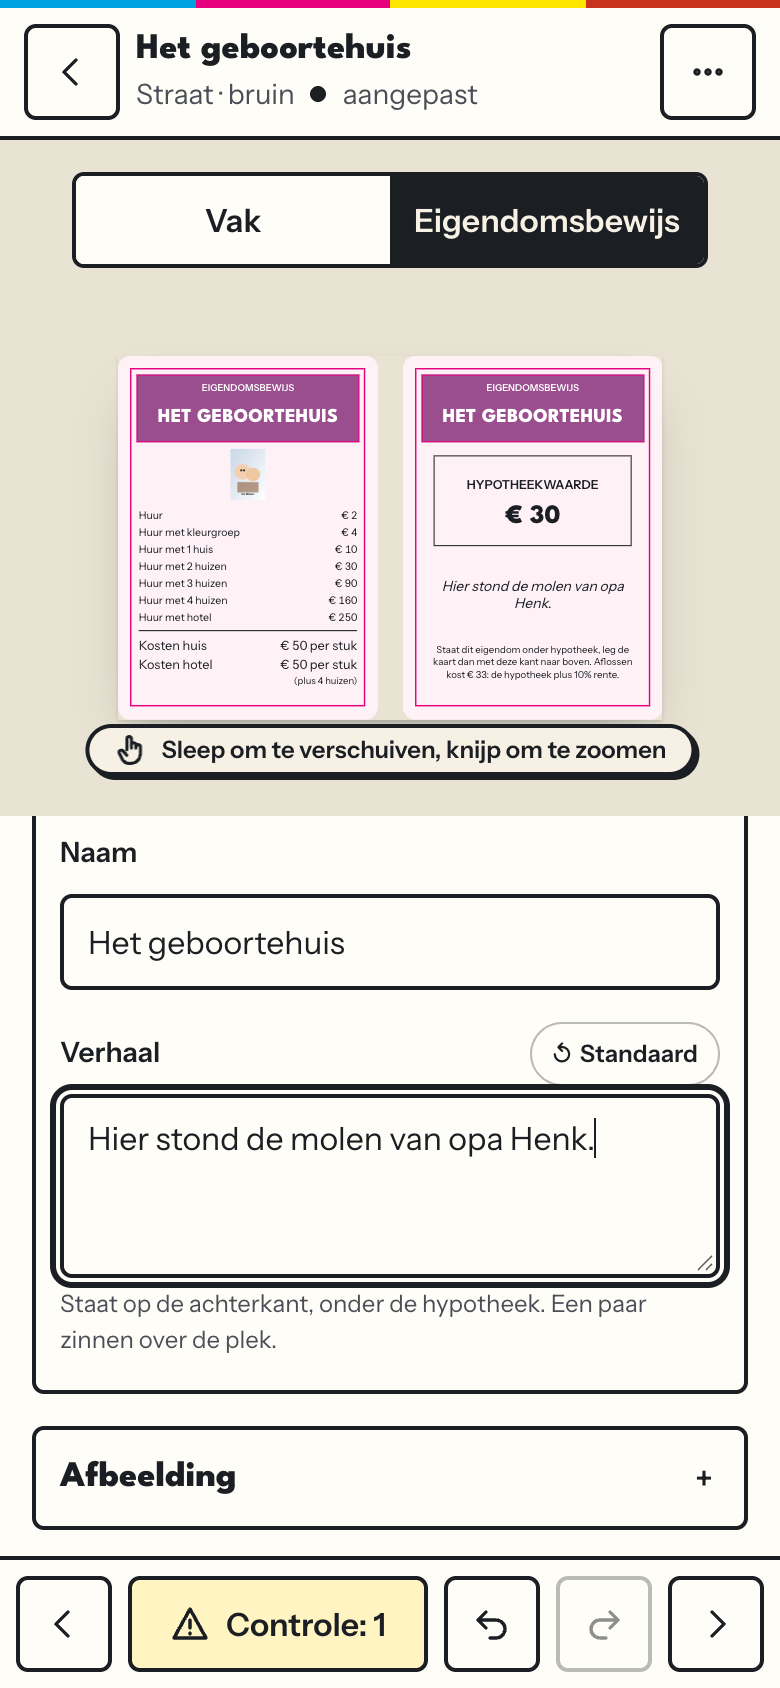 Het geboortehuis
Straat · bruin ● aangepast
Vak
Eigendomsbewijs
EIGENDOMSBEWIJS
HET GEBOORTEHUIS
Huur € 2
Huur met kleurgroep € 4
Huur met 1 huis € 10
Huur met 2 huizen € 30
Huur met 3 huizen € 90
Huur met 4 huizen € 160
Huur met hotel € 250
Kosten huis € 50 per stuk
Kosten hotel € 50 per stuk
(plus 4 huizen)
EIGENDOMSBEWIJS
HET GEBOORTEHUIS
HYPOTHEEKWAARDE
€ 30
Hier stond de molen van opa
Henk.
Staat dit eigendom onder hypotheek, leg de
kaart dan met deze kant naar boven. Aflossen
kost € 33: de hypotheek plus 10% rente.
Sleep om te verschuiven, knijp om te zoomen
Naam
Het geboortehuis
Verhaal
Standaard
Hier stond de molen van opa Henk.
Staat op de achterkant, onder de hypotheek. Een paar
zinnen over de plek.
Afbeelding +
Controle: 1